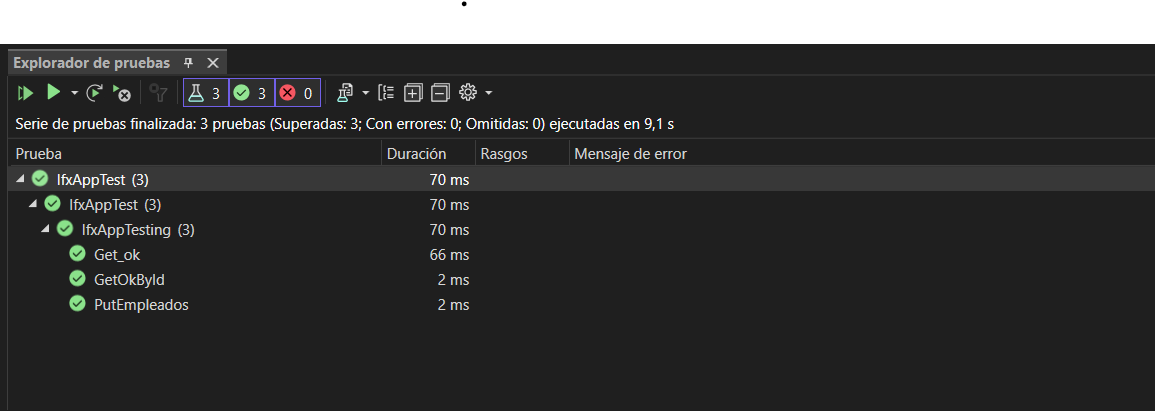 Explorador de pruebas
3 3 0
Serie de pruebas finalizada: 3 pruebas (Superadas: 3; Con errores: 0; Omitidas: 0) ejecutadas en 9,1 s
Prueba Duración Rasgos Mensaje de error
IfxAppTest (3) 70 ms
IfxAppTest (3) 70 ms
IfxAppTesting (3) 70 ms
Get_ok 66 ms
GetOkById 2 ms
PutEmpleados 2 ms